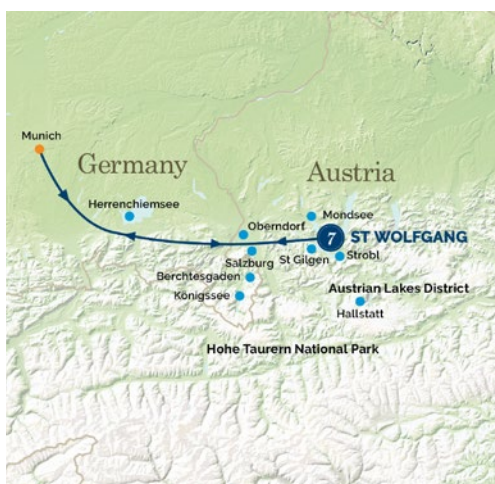 Munich
Germany
Austria
Herrenchiemsee
Mondsee
Oberndorf
7 ST WOLFGANG
Salzburg
St Gilgen
Strobl
Berchtesgaden
Königssee
Austrian Lakes District
Hallstatt
Hohe Taurern National Park